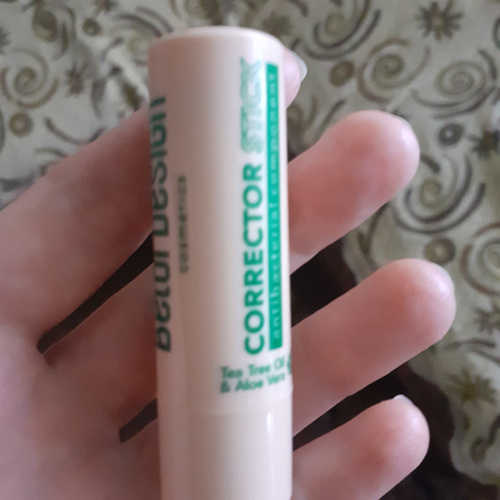 Belor Design
cosmetics
CORRECTOR STICK
antibacterial component
Tea Tree Oil
& Aloe Vera